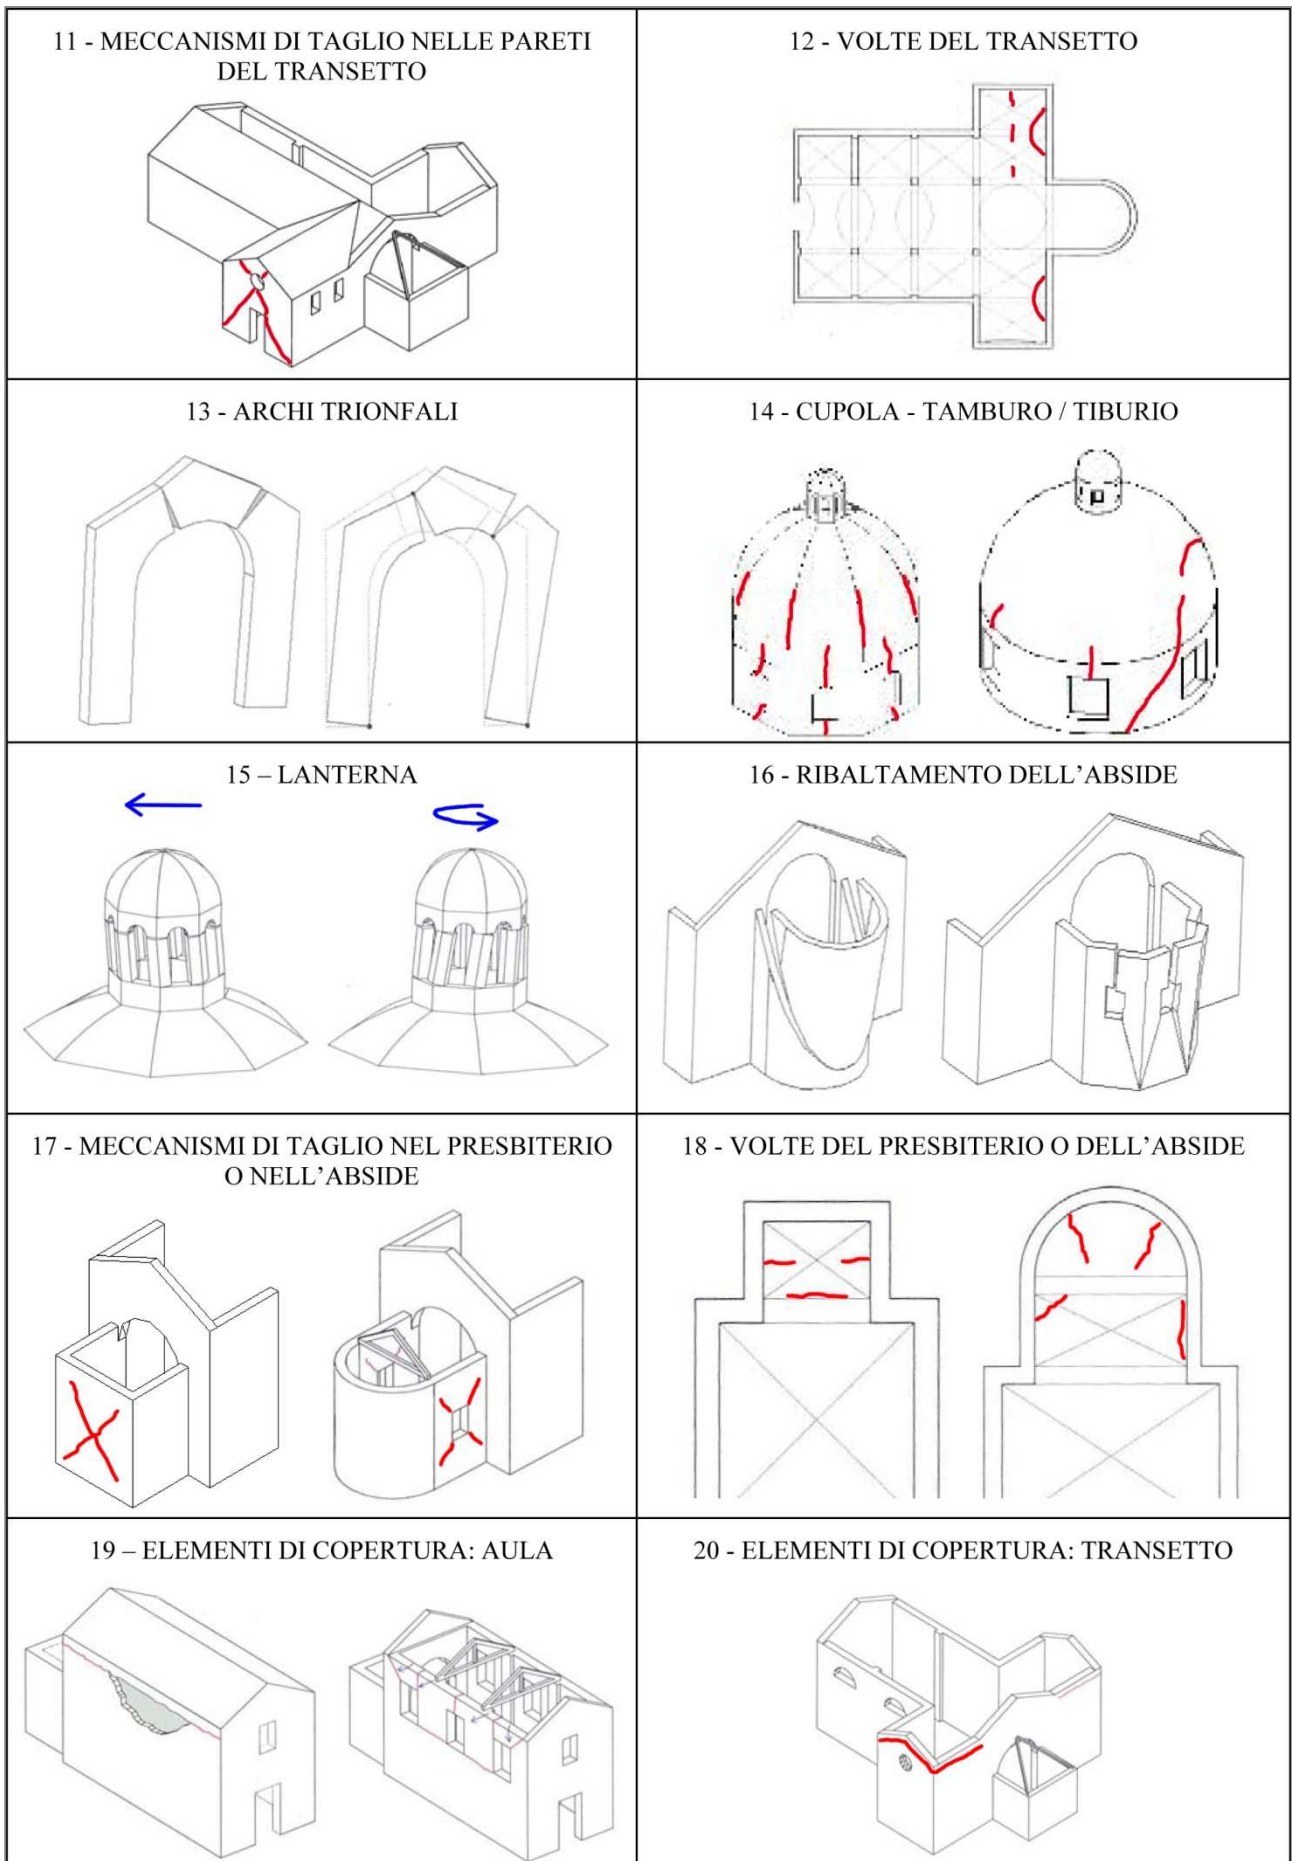 11 - MECCANISMI DI TAGLIO NELLE PARETI
DEL TRANSETTO
12 - VOLTE DEL TRANSETTO
13 - ARCHI TRIONFALI
14 - CUPOLA - TAMBURO / TIBURIO
15 – LANTERNA
16 - RIBALTAMENTO DELL’ABSIDE
17 - MECCANISMI DI TAGLIO NEL PRESBITERIO
O NELL’ABSIDE
18 - VOLTE DEL PRESBITERIO O DELL’ABSIDE
19 – ELEMENTI DI COPERTURA: AULA
20 - ELEMENTI DI COPERTURA: TRANSETTO